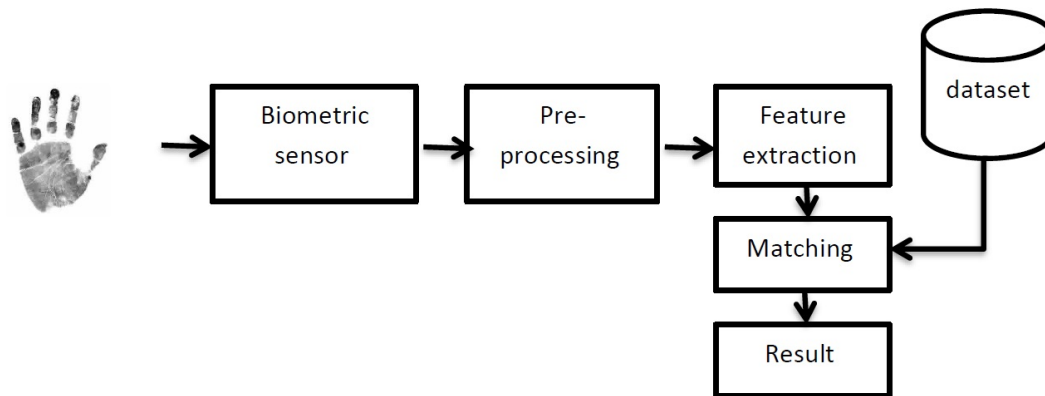 Biometric
sensor
Pre-
processing
Feature
extraction
dataset
Matching
Result